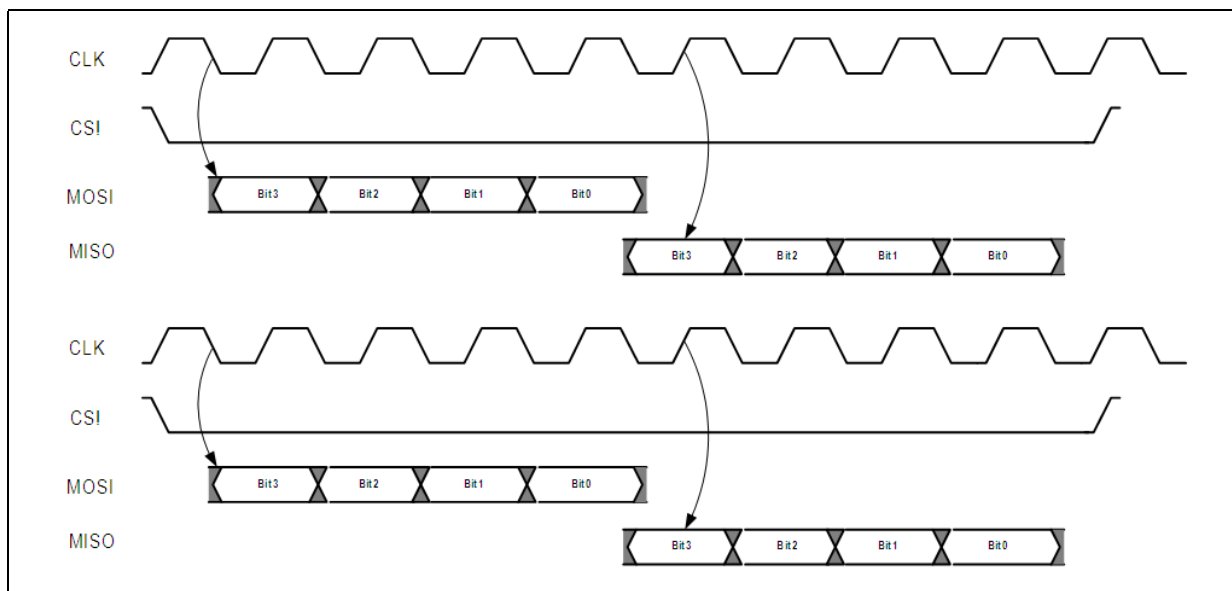 CLK
CS!
MOSI Bit3 Bit2 Bit1 Bit0
MISO Bit3 Bit2 Bit1 Bit0
CLK
CS!
MOSI Bit3 Bit2 Bit1 Bit0
MISO Bit3 Bit2 Bit1 Bit0